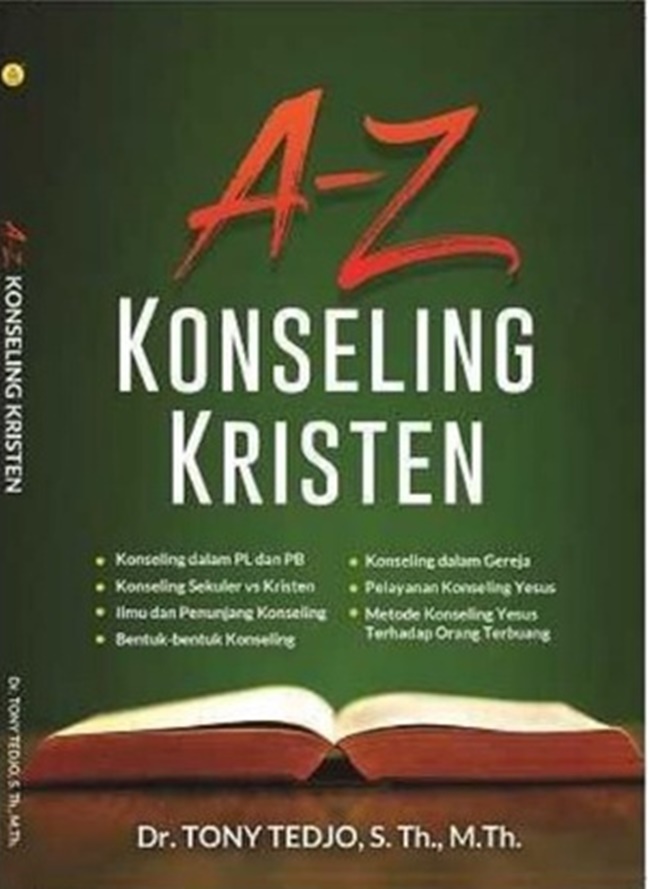 A-Z
KONSELING
KRISTEN
Konseling dalam PL dan PB
Konseling Sekuler vs Kristen
Ilmu dan Penunjang Konseling
Bentuk-bentuk Konseling
Konseling dalam Gereja
Pelayanan Konseling Yesus
Metode Konseling Yesus
Terhadap Orang Terbuang
Dr. TONY TEDJO, S. Th., M.Th.
A-Z KONSELING KRISTEN
Dr. TONY TEDJO, S. Th., M.Th.